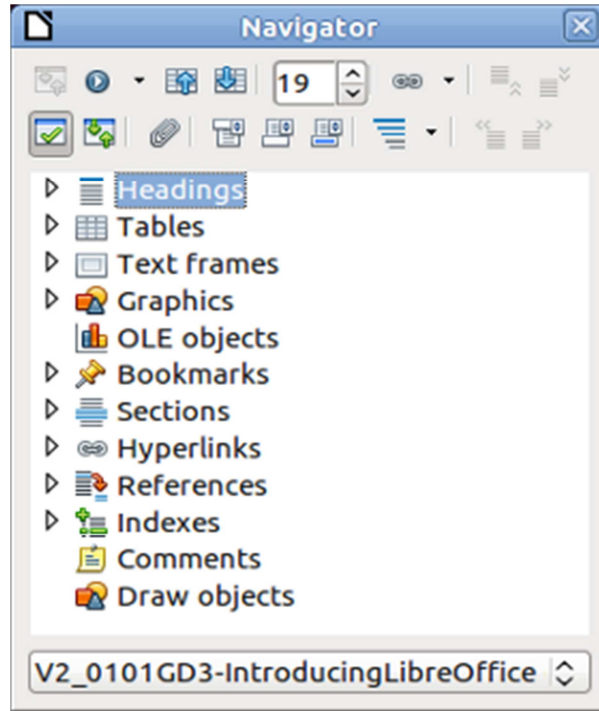 Navigator
19
Headings
Tables
Text frames
Graphics
OLE objects
Bookmarks
Sections
Hyperlinks
References
Indexes
Comments
Draw objects
V2_0101GD3-IntroducingLibreOffice